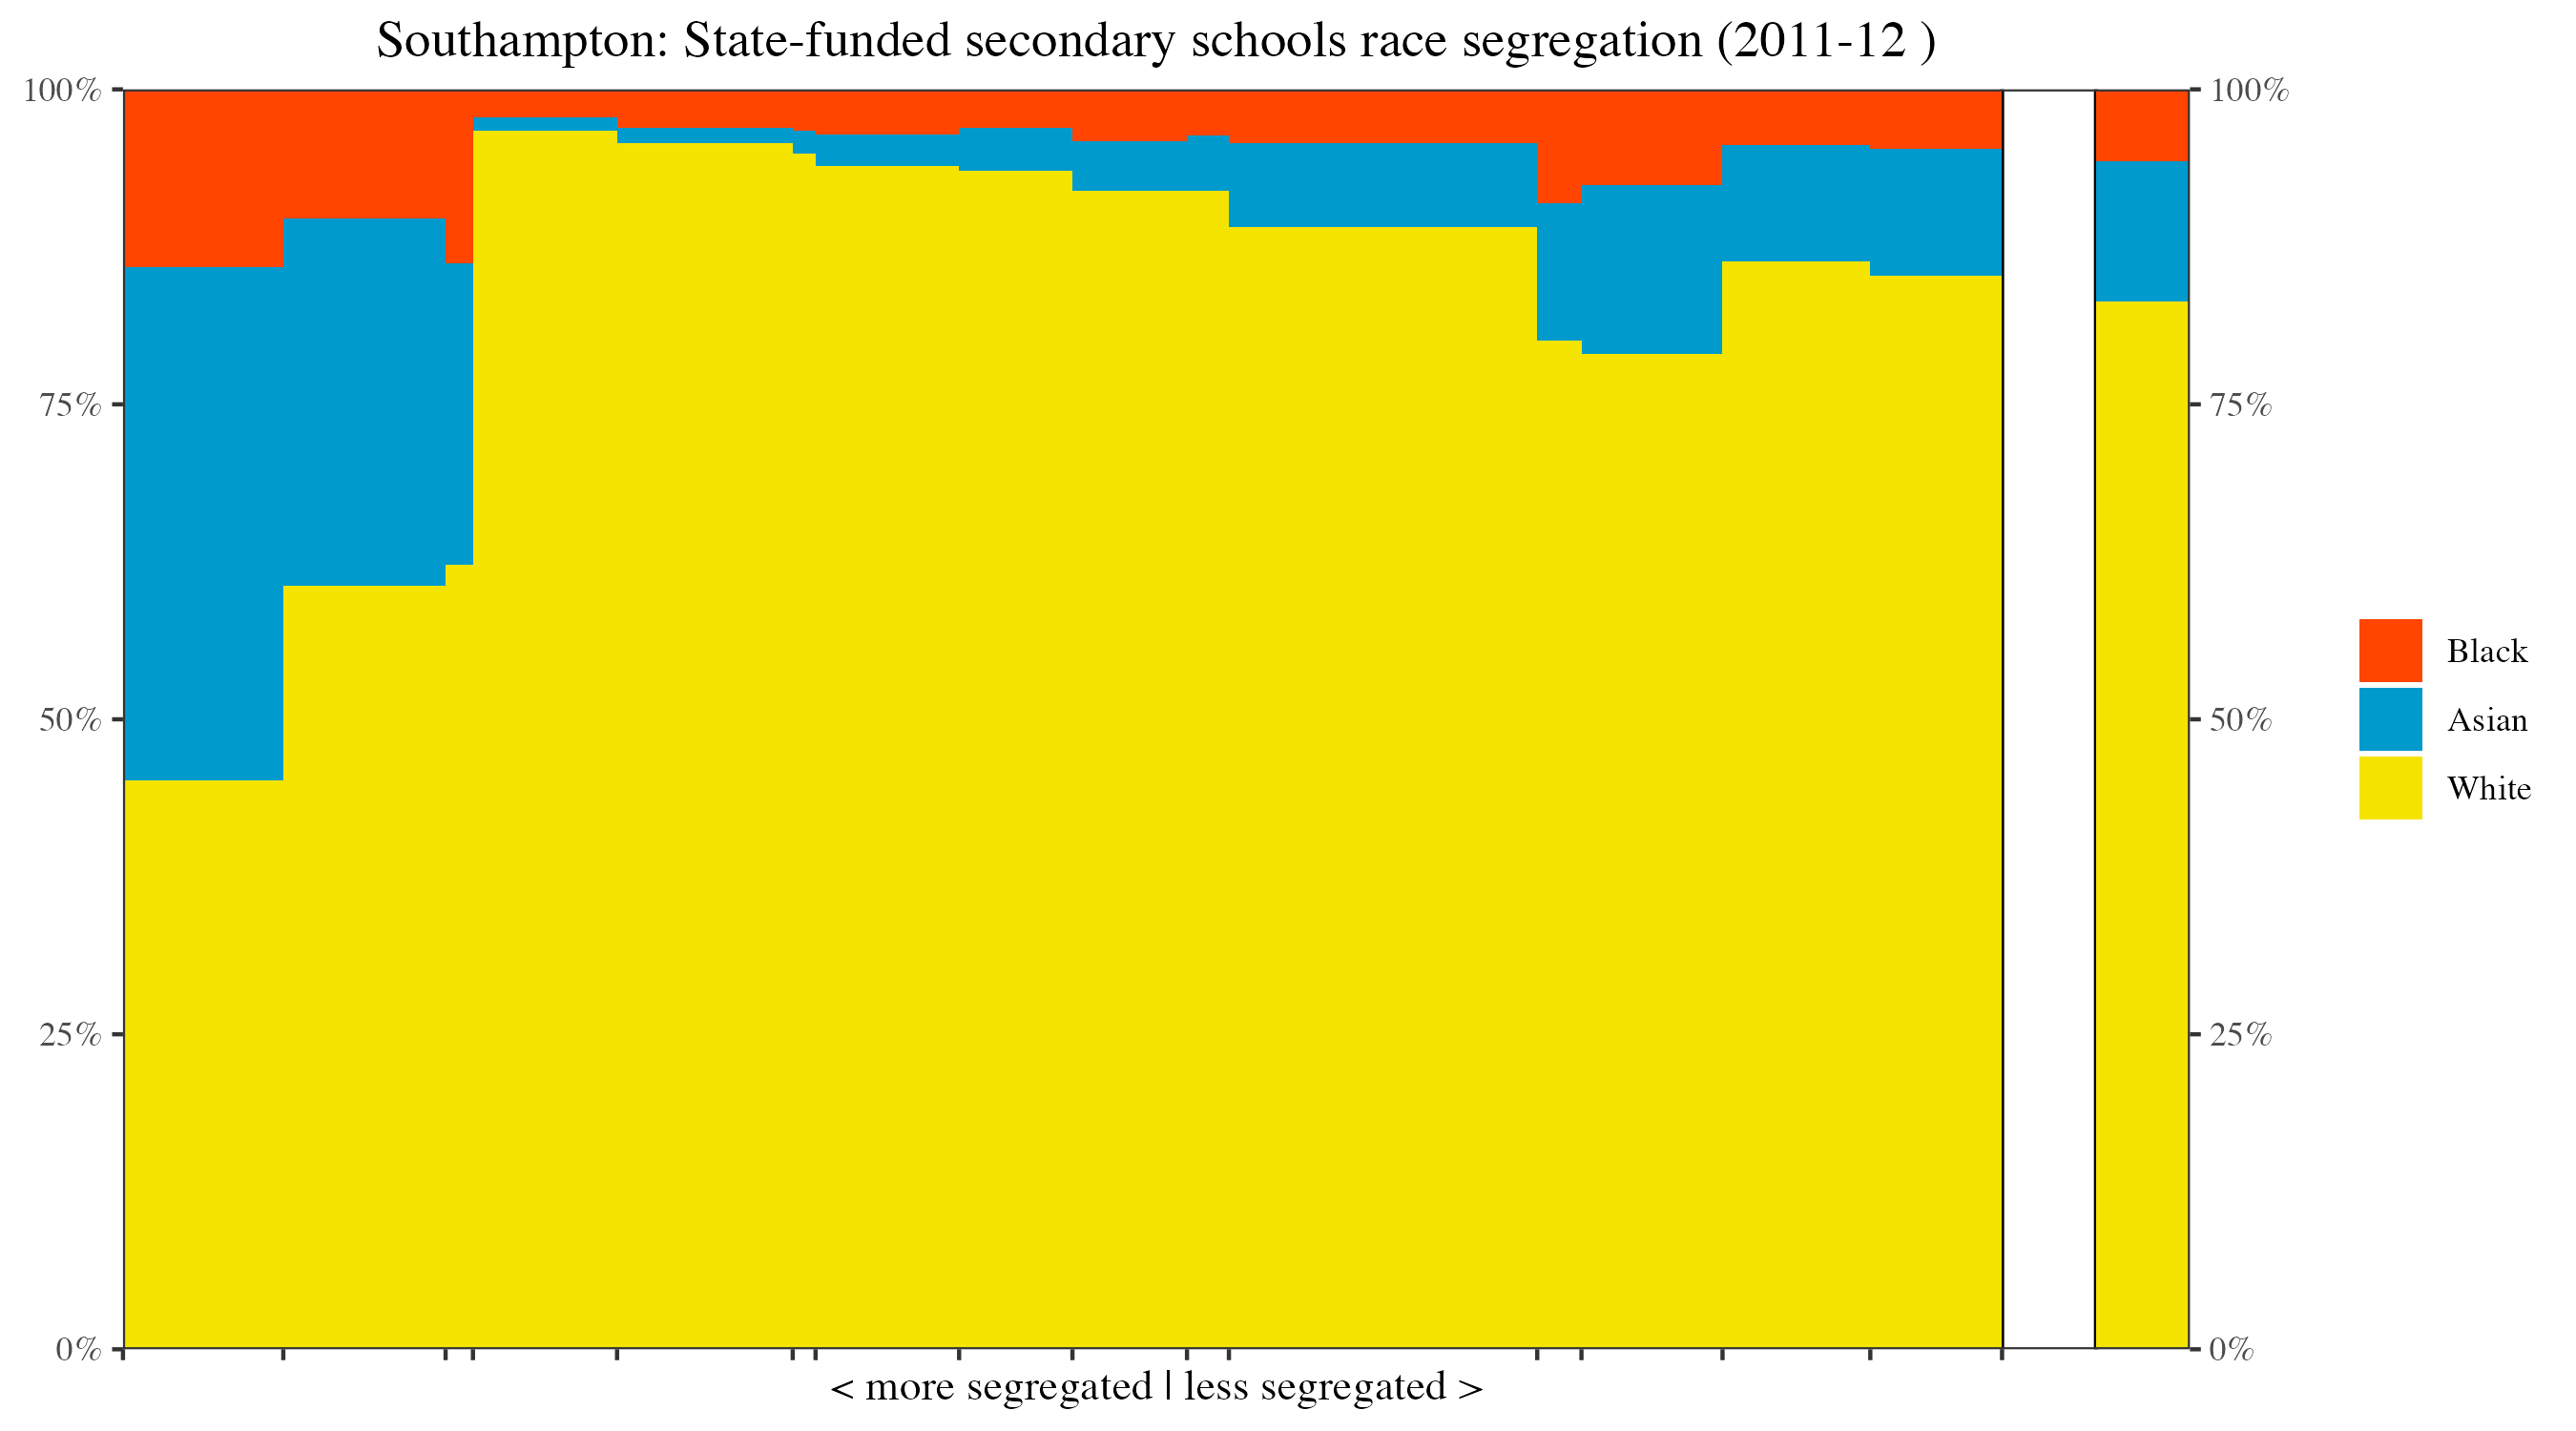 Southampton: State-funded secondary schools race segregation (2011-12 )
100%
75%
50%
25%
0%
100%
75%
50%
25%
0%
Black
Asian
White
< more segregated | less segregated >